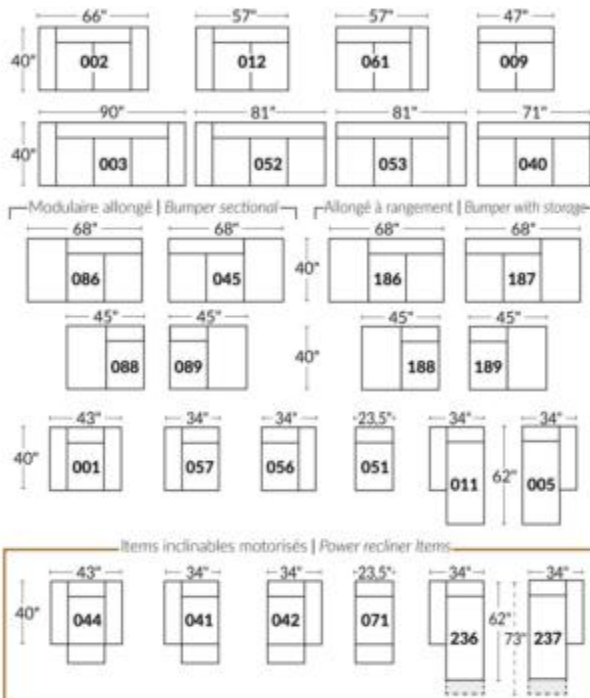 66" 57" 57" 47"
40" 002 012 061 009
90" 81" 81" 71"
40" 003 052 053 040
Modulaire allongé | Bumper sectional Allongé à rangement | Bumper with storage
68" 68" 68" 68"
086 045 40" 186 187
45" 45" 45" 45"
088 089 40" 188 189
43" 34" 34" 23,5" 34" 34"
40" 001 057 056 051 011 62" 005
Items inclinables motorisés | Power recliner Items
43" 34" 34" 23.5" 34" 34"
40" 044 041 042 071 236 62" 73" 237